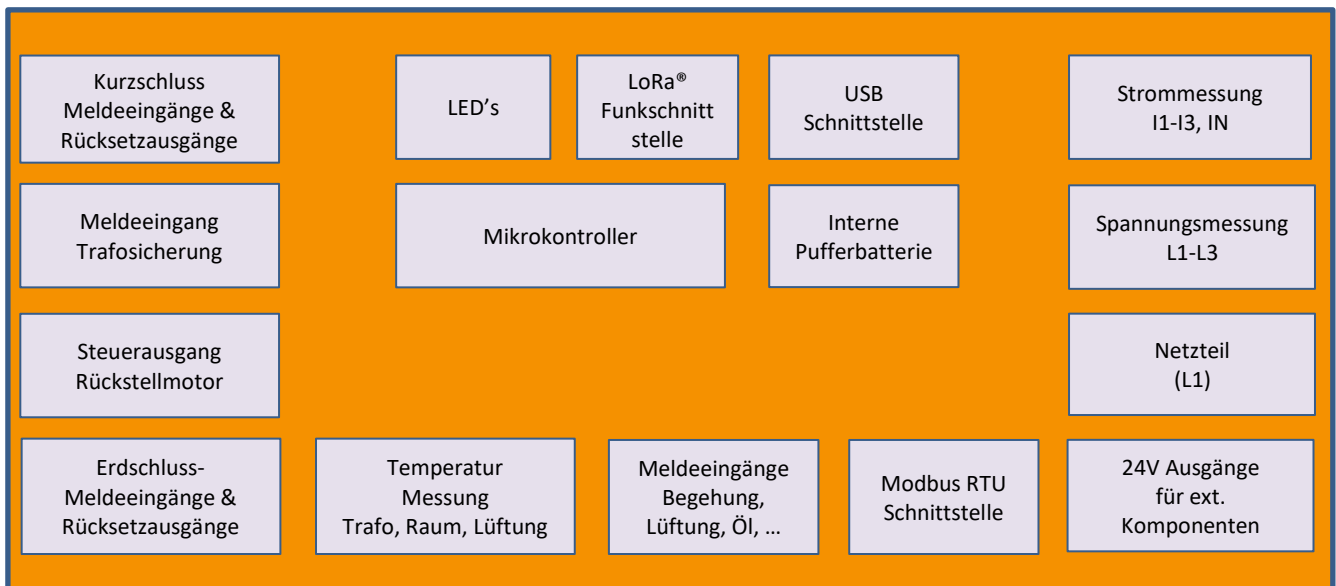 Kurzschluss
Meldeeingänge &
Rücksetzausgänge
LED’s
LoRa®
Funkschnitt
stelle
USB
Schnittstelle
Strommessung
I1-I3, IN
Meldeeingang
Trafosicherung
Mikrokontroller
Interne
Pufferbatterie
Spannungsmessung
L1-L3
Steuerausgang
Rückstellmotor
Netzteil
(L1)
Erdschluss-
Meldeeingänge &
Rücksetzausgänge
Temperatur
Messung
Trafo, Raum, Lüftung
Meldeeingänge
Begehung,
Lüftung, Öl, …
Modbus RTU
Schnittstelle
24V Ausgänge
für ext.
Komponenten